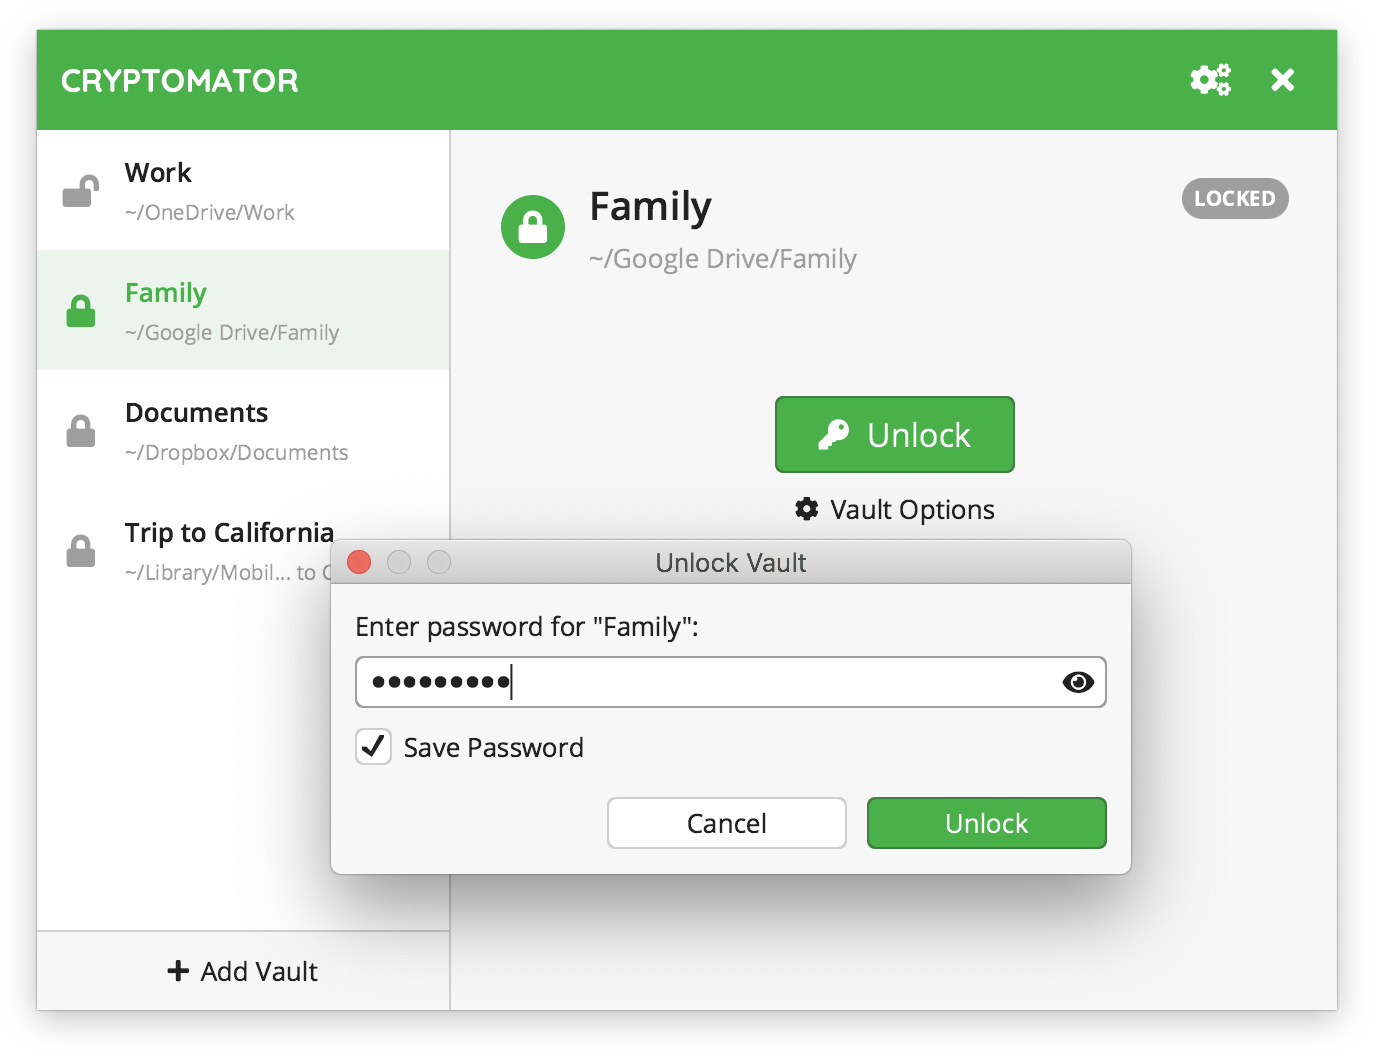 CRYPTOMATOR
Work
~/OneDrive/Work
Family
~/Google Drive/Family
Documents
~/Dropbox/Documents
Trip to California
~/Library/Mobil... to
Add Vault
Family
~/Google Drive/Family
LOCKED
Unlock
Vault Options
Unlock Vault
Enter password for "Family":
Save Password
Cancel
Unlock